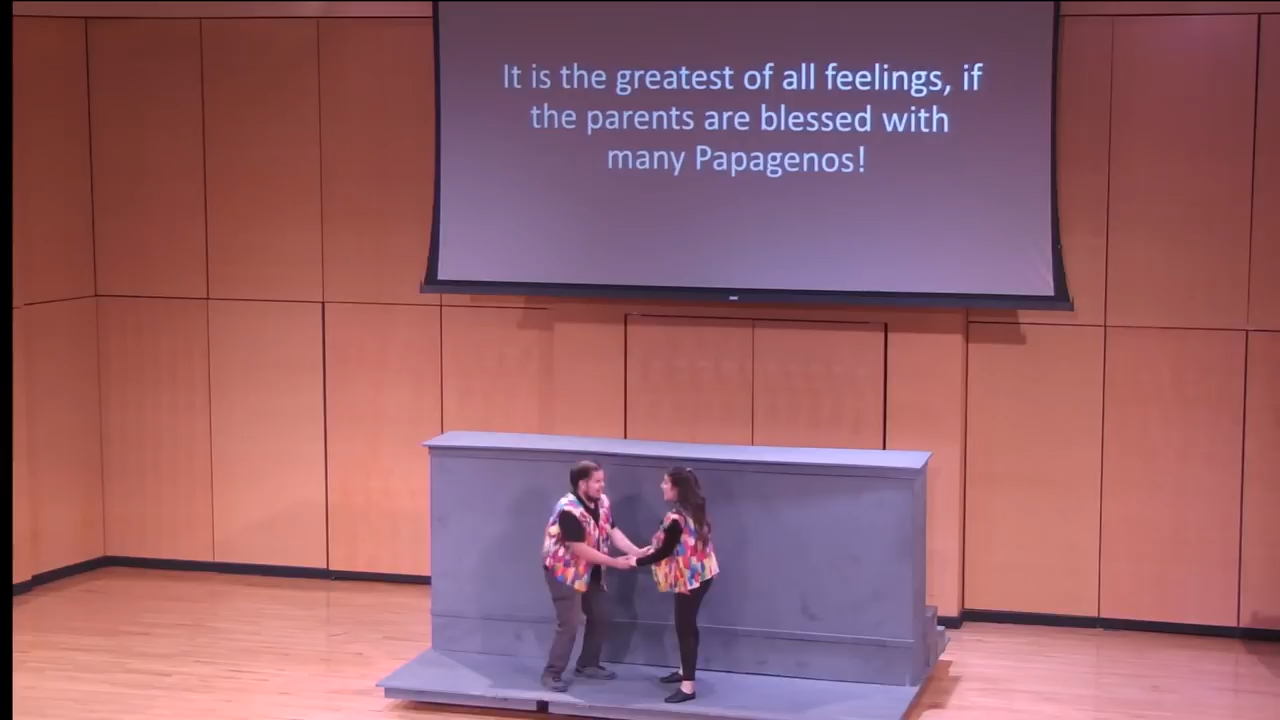 It is the greatest of all feelings, if
the parents are blessed with
many Papagenos!